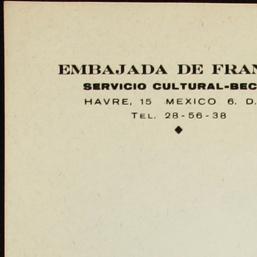 EMBAJADA DE FRAN
SERVICIO CULTURAL-BEC
HAVRE, 15 MEXICO 6. D.
TEL. 28-56-38